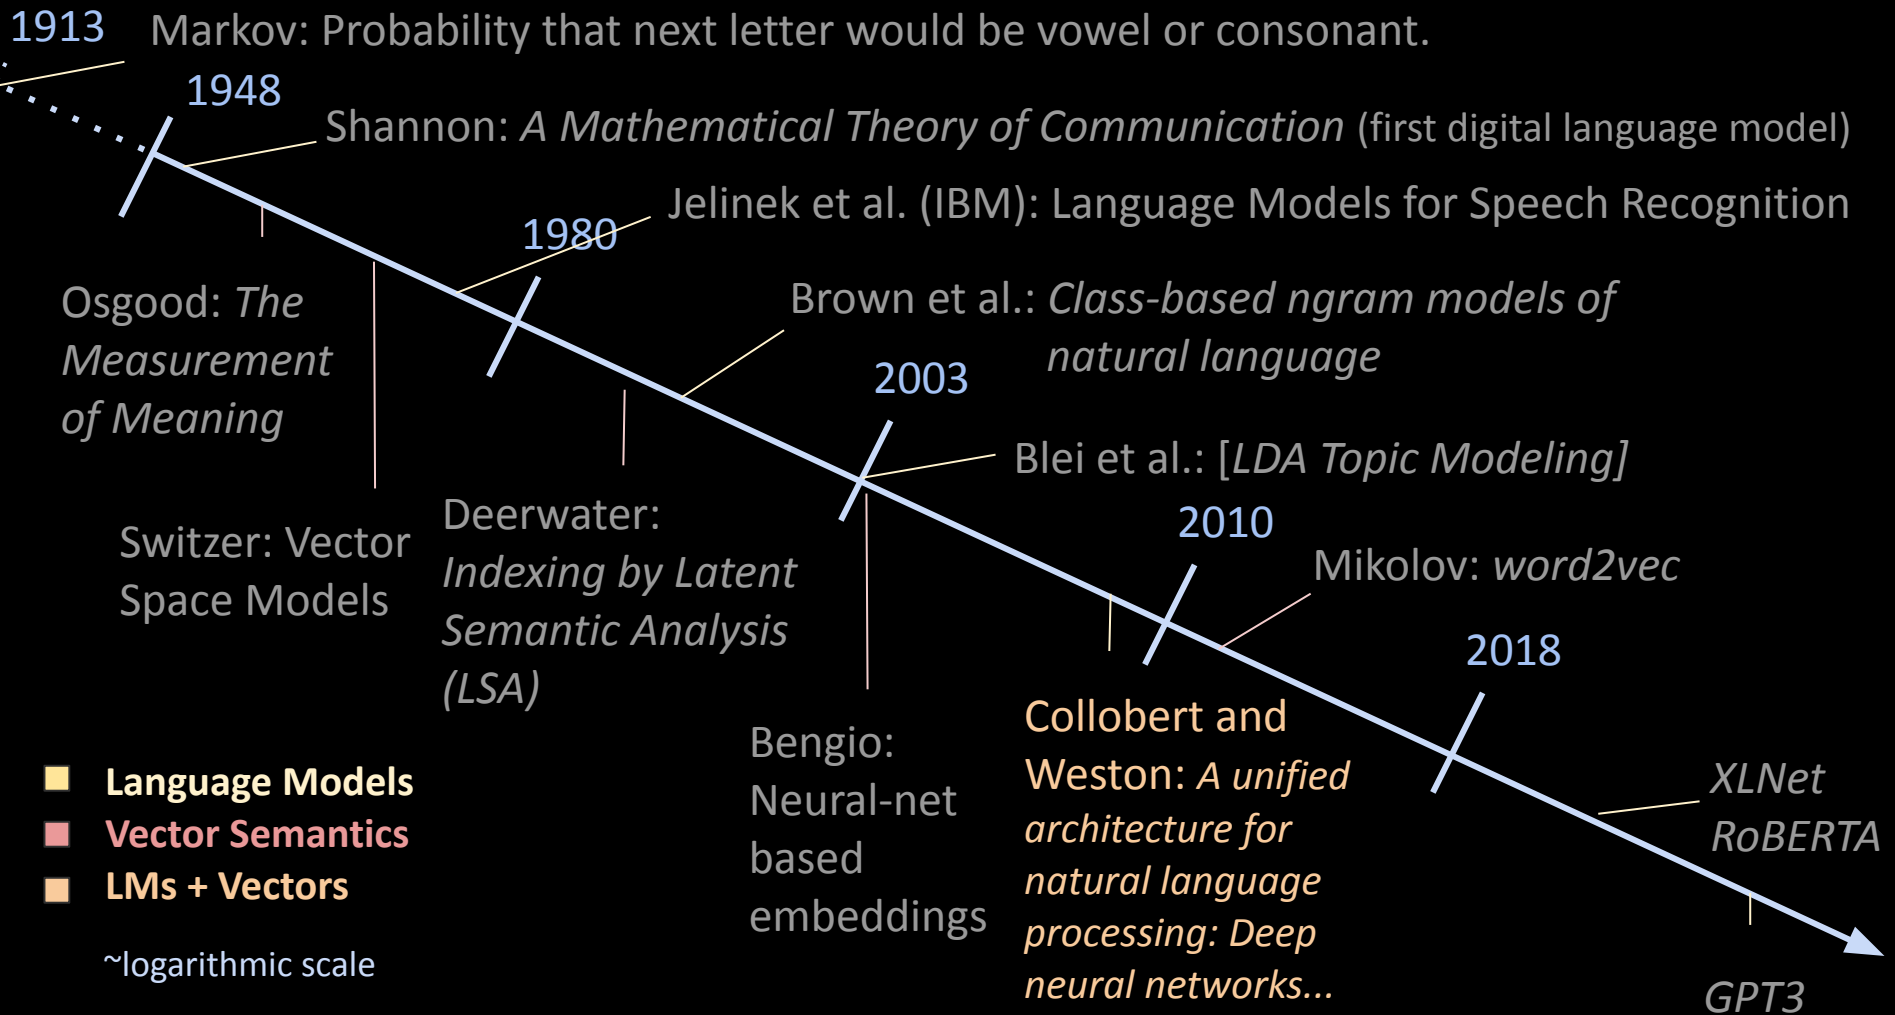 1913
Markov: Probability that next letter would be vowel or consonant.
1948
Shannon: A Mathematical Theory of Communication (first digital language model)
Jelinek et al. (IBM): Language Models for Speech Recognition
1980
Osgood: The
Measurement
of Meaning
Brown et al.: Class-based ngram models of
natural language
2003
Blei et al.: [LDA Topic Modeling]
Switzer: Vector
Space Models
Deerwater:
Indexing by Latent
Semantic Analysis
(LSA)
2010
Mikolov: word2vec
2018
Bengio:
Neural-net
based
embeddings
Collobert and
Weston: A unified
architecture for
natural language
processing: Deep
neural networks...
XLNet
RoBERTA
GPT3
Language Models
Vector Semantics
LMs + Vectors
~logarithmic scale